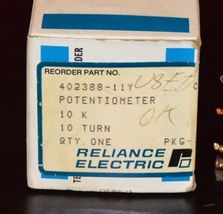 REORDER PART NO.
402388-11Y
USED
POTENTIOMETER
OK
10 K
10 TURN
QTY. ONE PKG-
RELIANCE
ELECTRIC